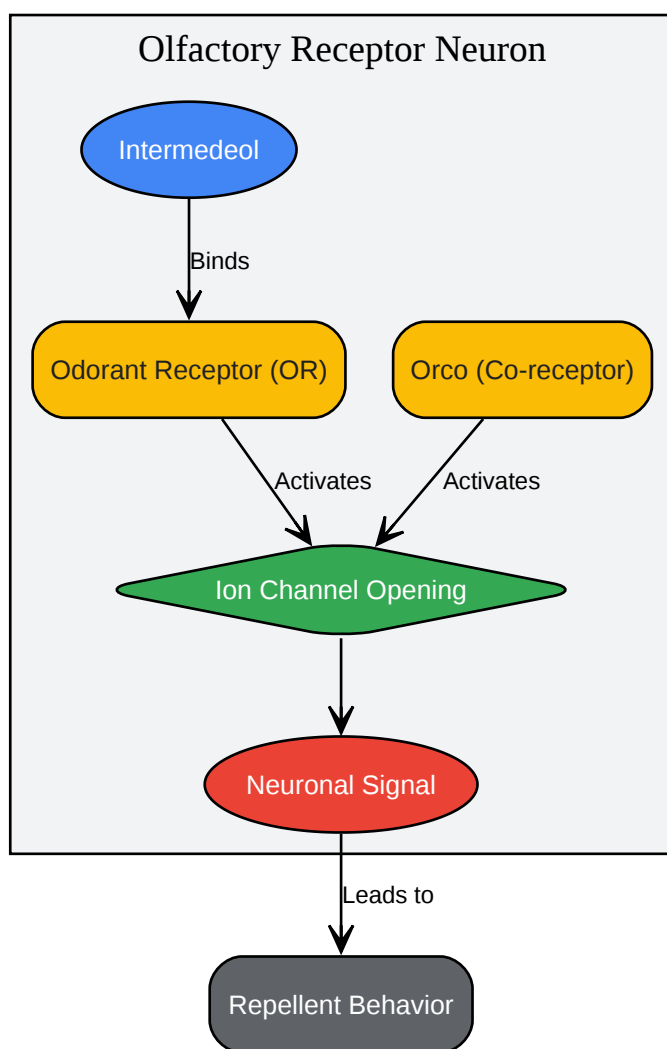 Olfactory Receptor Neuron
Intermedeol
Binds
Odorant Receptor (OR)
Orco (Co-receptor)
Activates
Activates
Ion Channel Opening
Neuronal Signal
Leads to
Repellent Behavior